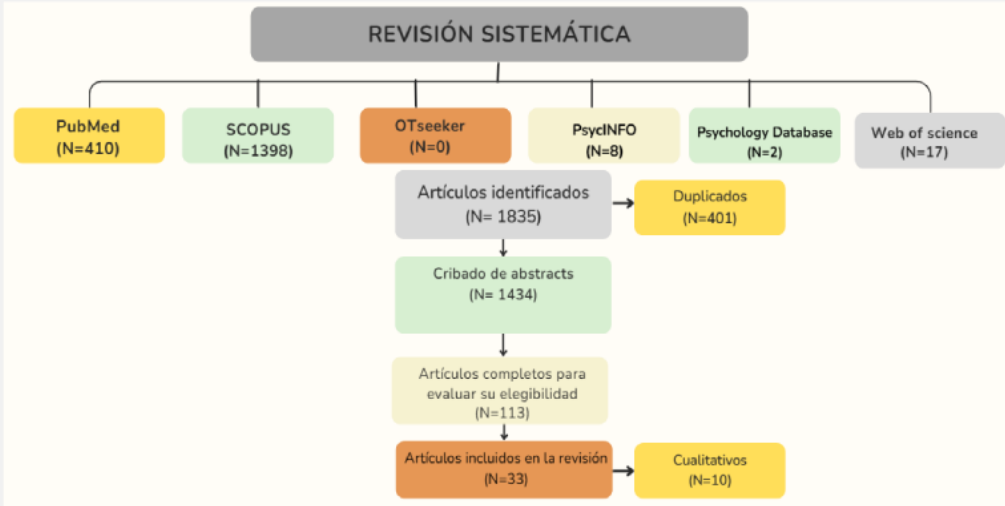 REVISIÓN SISTEMÁTICA
PubMed
(N=410)
SCOPUS
(N=1398)
OTseeker
(N=0)
PsycINFO
(N=8)
Psychology Database
(N=2)
Web of science
(N=17)
Artículos identificados
(N= 1835)
Duplicados
(N=401)
Cribado de abstracts
(N= 1434)
Artículos completos para
evaluar su elegibilidad
(N=113)
Artículos incluidos en la revisión
(N=33)
Cualitativos
(N=10)